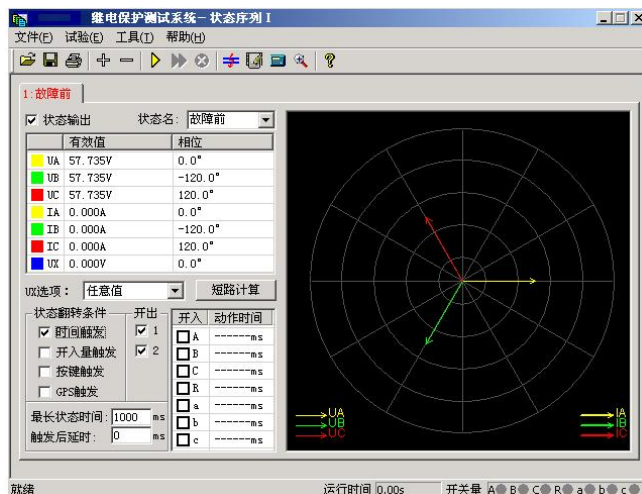 继电保护测试系统-状态序列 I
文件(F) 试验(E) 工具(T) 帮助(H)
1:故障前
状态输出 状态名: 故障前
有效值 相位
UA 57.735V 0.0°
UB 57.735V -120.0°
UC 57.735V 120.0°
IA 0.000A 0.0°
IB 0.000A -120.0°
IC 0.000A 120.0°
UX 0.000V 0.0°
UX选项: 任意值 短路计算
状态翻转条件 开出 开入 动作时间
时间触发 1 A ------ms
开入量触发 2 B ------ms
按键触发 C ------ms
GPS触发 R ------ms
最长状态时间: 1000 ms a ------ms
触发后延时: 0 ms b ------ms
c ------ms
UA IA
UB IB
UC IC
就绪 运行时间 0.00s 开关量 A B C R a b c